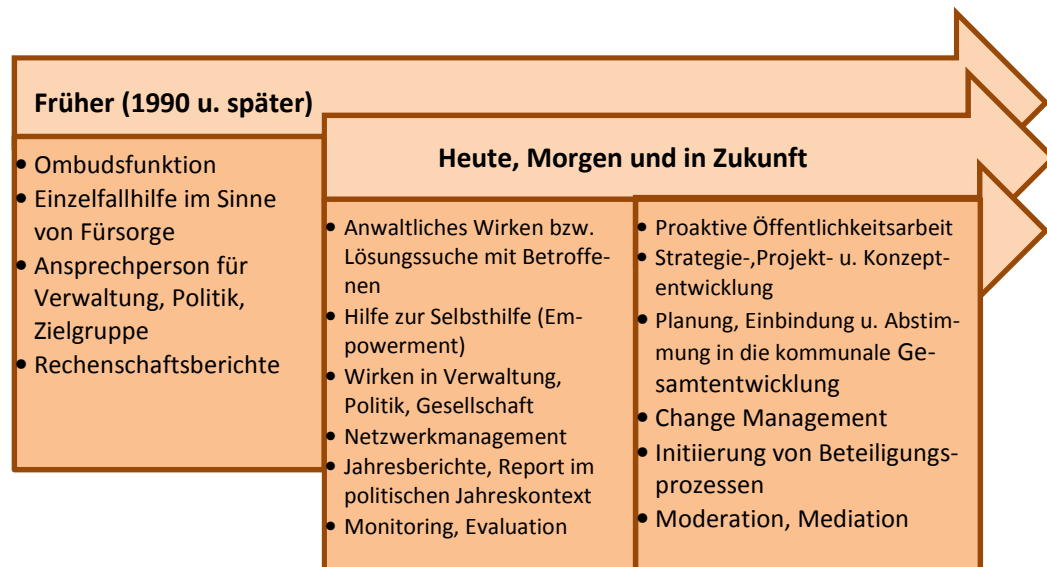 Früher (1990 u. später)
• Ombudsfunktion
• Einzelfallhilfe im Sinne
von Fürsorge
• Ansprechperson für
Verwaltung, Politik,
Zielgruppe
• Rechenschaftsberichte
Heute, Morgen und in Zukunft
• Anwaltliches Wirken bzw.
Lösungssuche mit Betroffe-
nen
• Hilfe zur Selbsthilfe (Em-
powerment)
• Wirken in Verwaltung,
Politik, Gesellschaft
• Netzwerkmanagement
• Jahresberichte, Report im
politischen Jahreskontext
• Monitoring, Evaluation
• Proaktive Öffentlichkeitsarbeit
• Strategie-,Projekt- u. Konzept-
entwicklung
• Planung, Einbindung u. Abstim-
mung in die kommunale Ge-
samtentwicklung
• Change Management
• Initiierung von Beteiligungs-
prozessen
• Moderation, Mediation